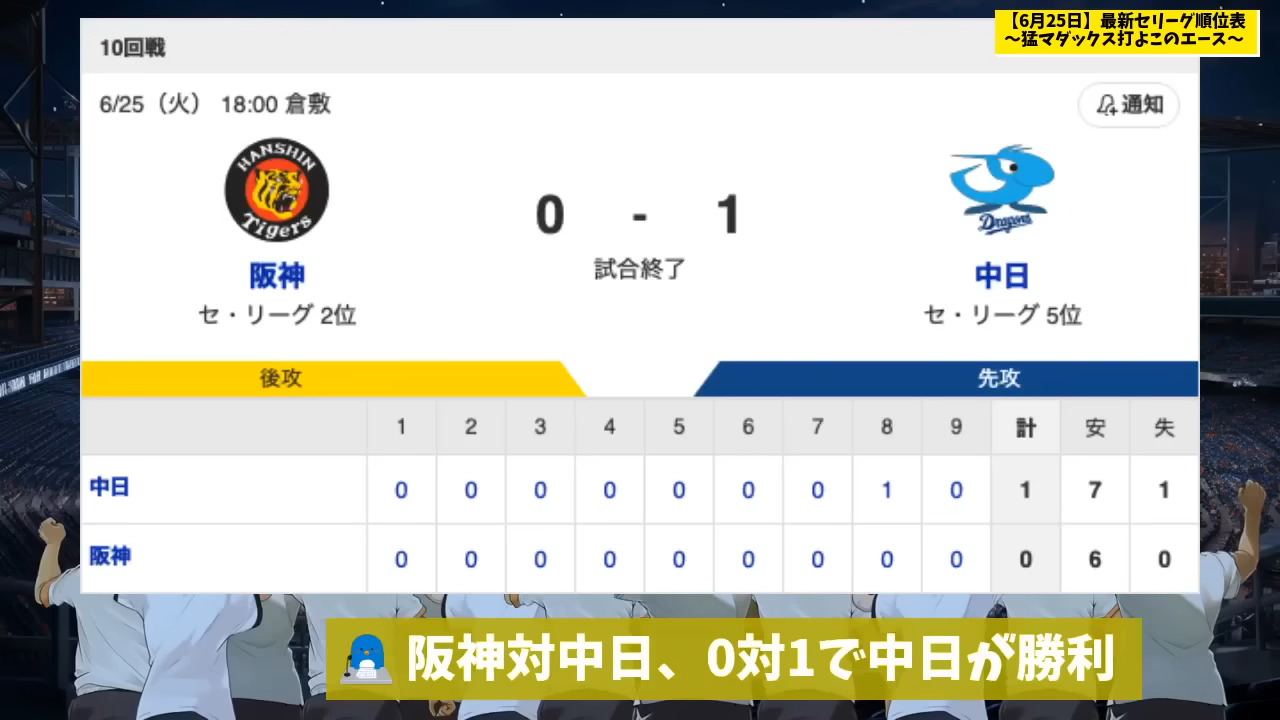 【6月25日】最新セリーグ順位表
〜猛マダックス打よこのエース〜
10回戦
6/25（火） 18:00 倉敷
通知
HANSHIN
Tigers
Dragons
0 - 1
試合終了
阪神
中日
セ・リーグ 2位
セ・リーグ 5位
後攻
先攻
1 2 3 4 5 6 7 8 9 計 安 失
中日 0 0 0 0 0 0 0 1 0 1 7 1
阪神 0 0 0 0 0 0 0 0 0 0 6 0
阪神対中日、0対1で中日が勝利